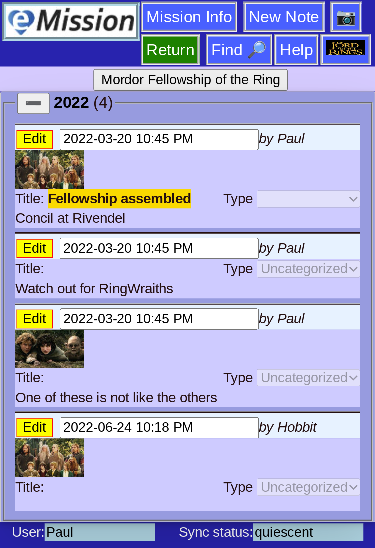 eMission
Mission Info
New Note
Return
Find
Help
THE LORD OF THE RINGS
Mordor Fellowship of the Ring
2022 (4)
Edit 2022-03-20 10:45 PM by Paul
Title: Fellowship assembled Type
Concil at Rivendel
Edit 2022-03-20 10:45 PM by Paul
Title: Type Uncategorized
Watch out for RingWraiths
Edit 2022-03-20 10:45 PM by Paul
Title: Type Uncategorized
One of these is not like the others
Edit 2022-06-24 10:18 PM by Hobbit
Title: Type Uncategorized
User: Paul Sync status: quiescent